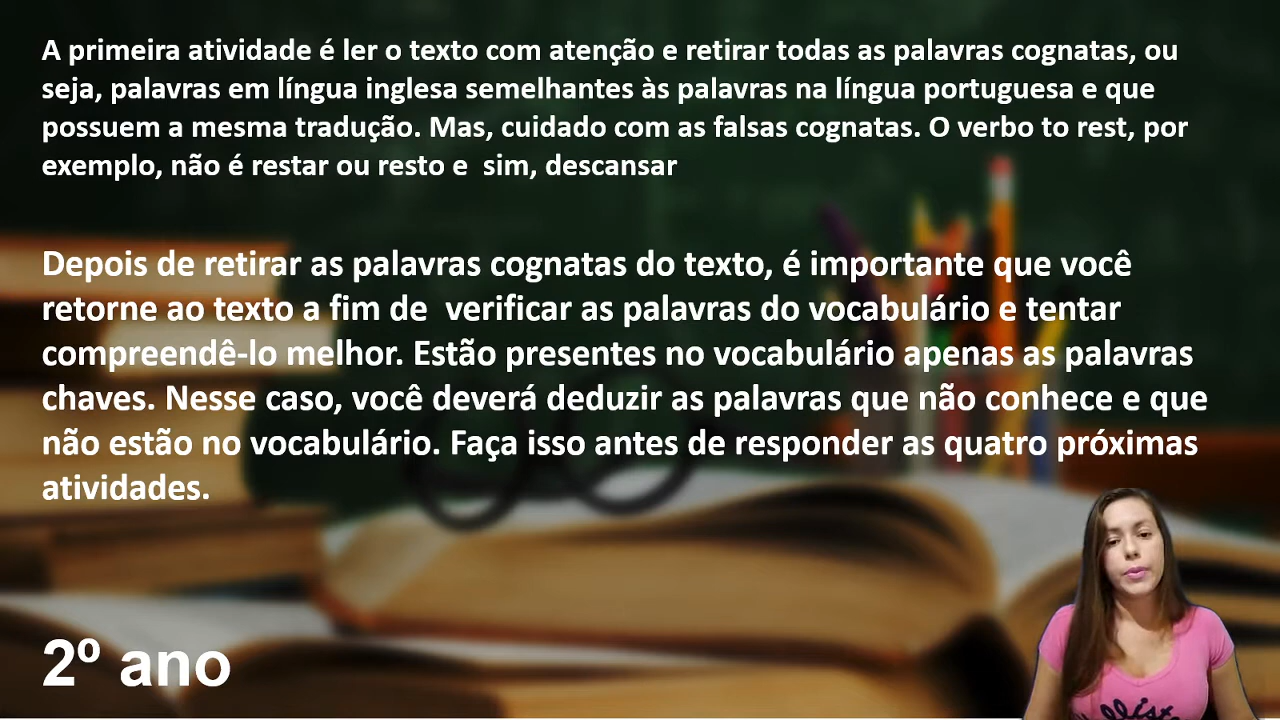 A primeira atividade é ler o texto com atenção e retirar todas as palavras cognatas, ou
seja, palavras em língua inglesa semelhantes às palavras na língua portuguesa e que
possuem a mesma tradução. Mas, cuidado com as falsas cognatas. O verbo to rest, por
exemplo, não é restar ou resto e  sim, descansar
Depois de retirar as palavras cognatas do texto, é importante que você
retorne ao texto a fim de  verificar as palavras do vocabulário e tentar
compreendê-lo melhor. Estão presentes no vocabulário apenas as palavras
chaves. Nesse caso, você deverá deduzir as palavras que não conhece e que
não estão no vocabulário. Faça isso antes de responder as quatro próximas
atividades.
2º ano